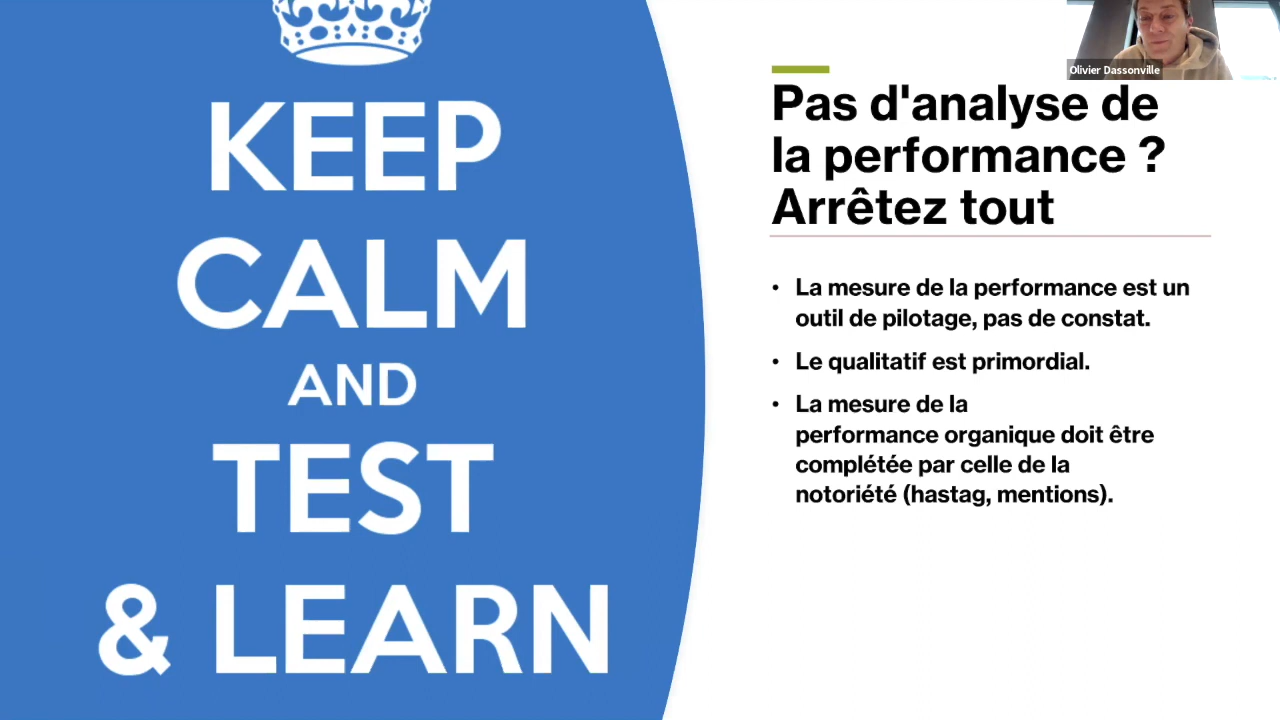 KEEP
CALM
AND
TEST
& LEARN
Olivier Dassonville
Pas d'analyse de
la performance ?
Arrêtez tout
• La mesure de la performance est un
outil de pilotage, pas de constat.
• Le qualitatif est primordial.
• La mesure de la
performance organique doit être
complétée par celle de la
notoriété (hastag, mentions).